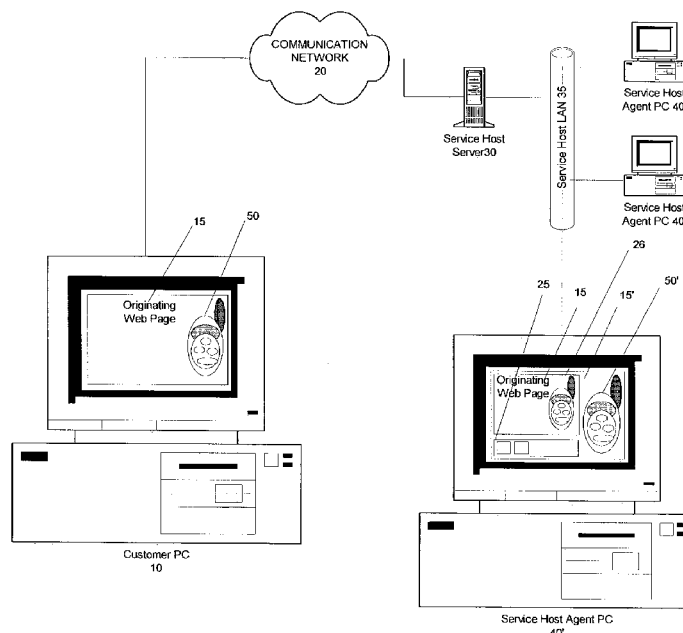 COMMUNICATION
NETWORK
20
Service Host
Server30
Service Host LAN 35
Service Host
Agent PC 40
Service Host
Agent PC 40
15
50
Originating
Web Page
Customer PC
10
25
15
26
15'
50'
Originating
Web Page
Service Host Agent PC
40'